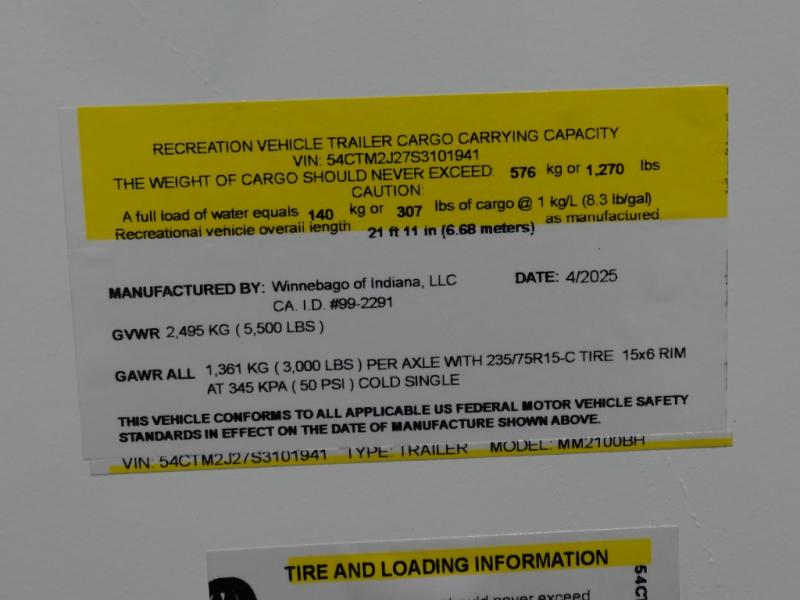 RECREATION VEHICLE TRAILER CARGO CARRYING CAPACITY
VIN: 54CTM2J27S3101941
THE WEIGHT OF CARGO SHOULD NEVER EXCEED: 576 kg or 1,270 lbs
CAUTION:
A full load of water equals 140 kg or 307 lbs of cargo @ 1 kg/L (8.3 lb/gal)
Recreational vehicle overall length 21 ft 11 in (6.68 meters) as manufactured
MANUFACTURED BY: Winnebago of Indiana, LLC DATE: 4/2025
CA. I.D. #99-2291
GVWR 2,495 KG ( 5,500 LBS )
GAWR ALL 1,361 KG ( 3,000 LBS ) PER AXLE WITH 235/75R15-C TIRE 15x6 RIM
AT 345 KPA ( 50 PSI ) COLD SINGLE
THIS VEHICLE CONFORMS TO ALL APPLICABLE US FEDERAL MOTOR VEHICLE SAFETY
STANDARDS IN EFFECT ON THE DATE OF MANUFACTURE SHOWN ABOVE.
VIN: 54CTM2J27S3101941 TYPE: TRAILER MODEL: MM2100BH
TIRE AND LOADING INFORMATION
should never exceed
54CT